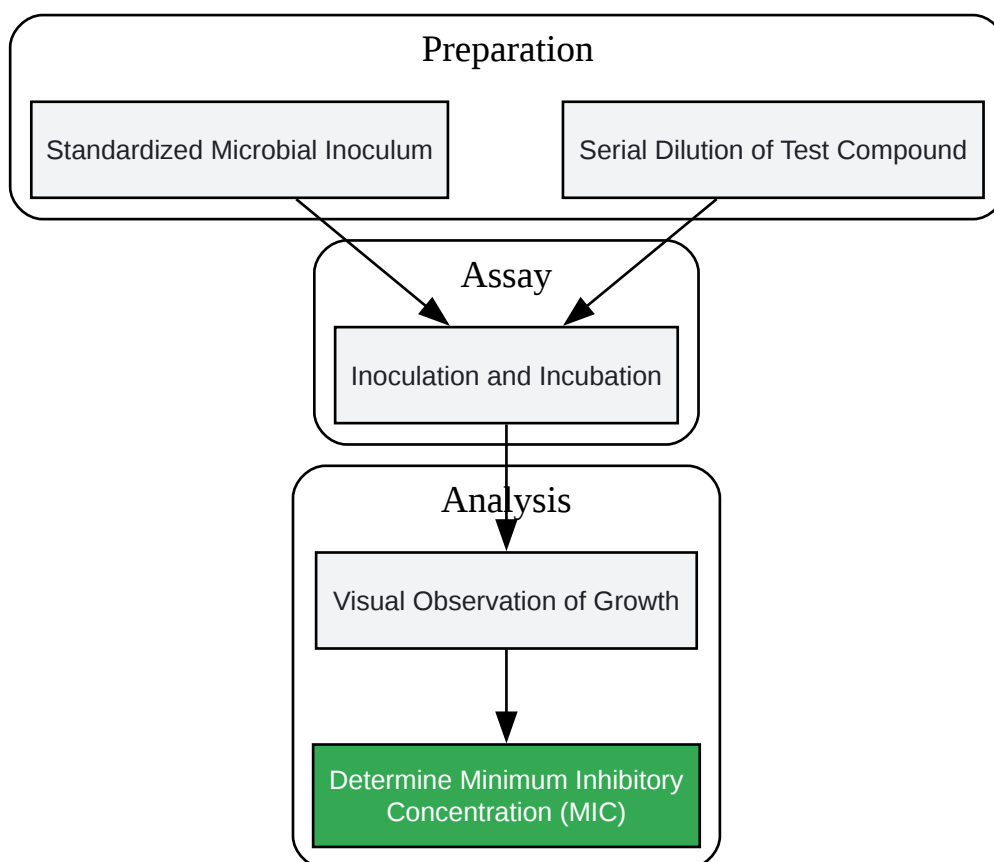 Preparation
Standardized Microbial Inoculum
Serial Dilution of Test Compound
Assay
Inoculation and Incubation
Analysis
Visual Observation of Growth
Determine Minimum Inhibitory
Concentration (MIC)